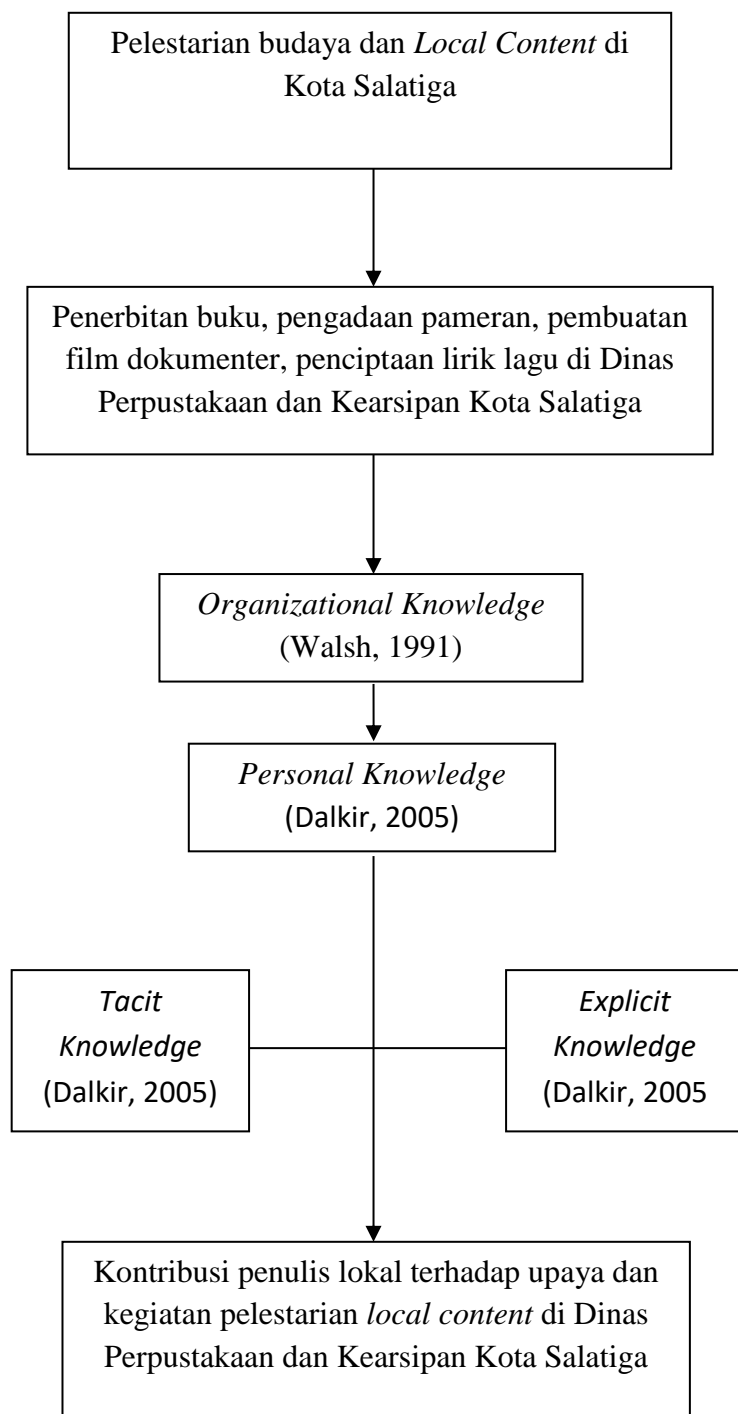 Pelestarian budaya dan Local Content di
Kota Salatiga
Penerbitan buku, pengadaan pameran, pembuatan
film dokumenter, penciptaan lirik lagu di Dinas
Perpustakaan dan Kearsipan Kota Salatiga
Organizational Knowledge
(Walsh, 1991)
Personal Knowledge
(Dalkir, 2005)
Tacit
Knowledge
(Dalkir, 2005)
Explicit
Knowledge
(Dalkir, 2005
Kontribusi penulis lokal terhadap upaya dan
kegiatan pelestarian local content di Dinas
Perpustakaan dan Kearsipan Kota Salatiga